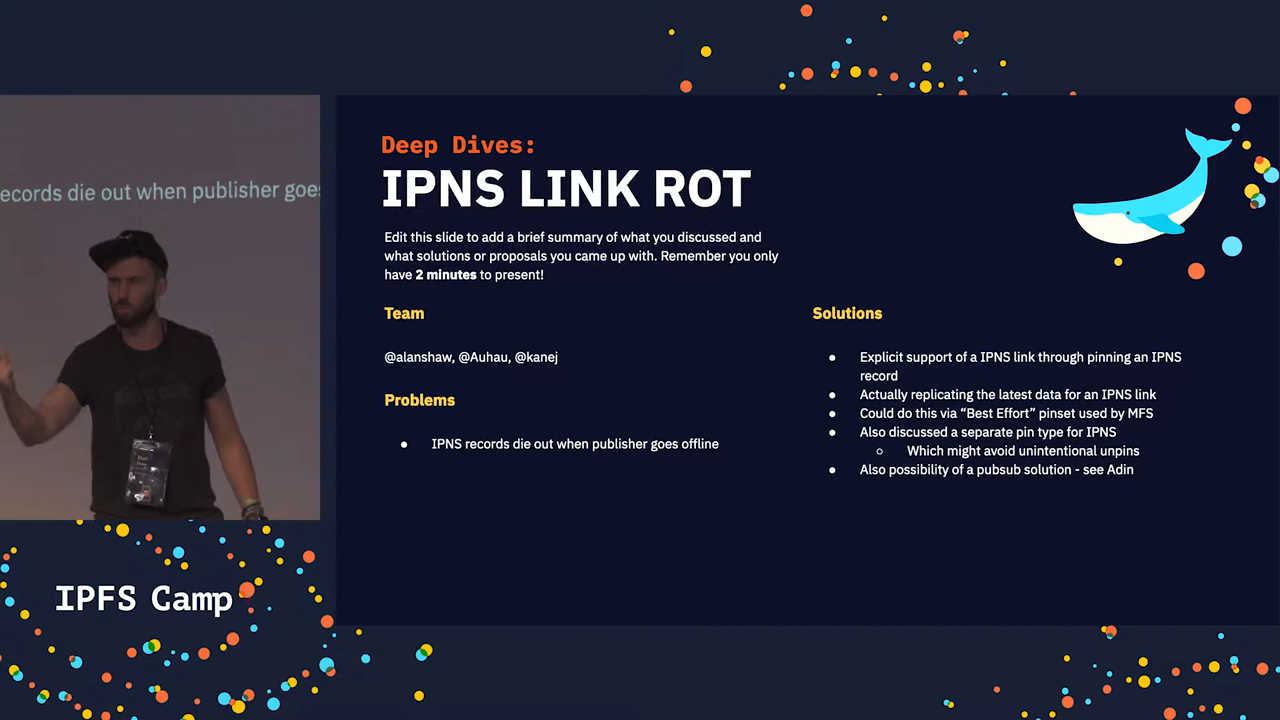 ecords die out when publisher goes
Deep Dives:
IPNS LINK ROT
Edit this slide to add a brief summary of what you discussed and
what solutions or proposals you came up with. Remember you only
have 2 minutes to present!
Team
@alanshaw, @Auhau, @kanej
Problems
● IPNS records die out when publisher goes offline
Solutions
● Explicit support of a IPNS link through pinning an IPNS
record
● Actually replicating the latest data for an IPNS link
● Could do this via “Best Effort” pinset used by MFS
● Also discussed a separate pin type for IPNS
○ Which might avoid unintentional unpins
● Also possibility of a pubsub solution - see Adin
IPFS Camp